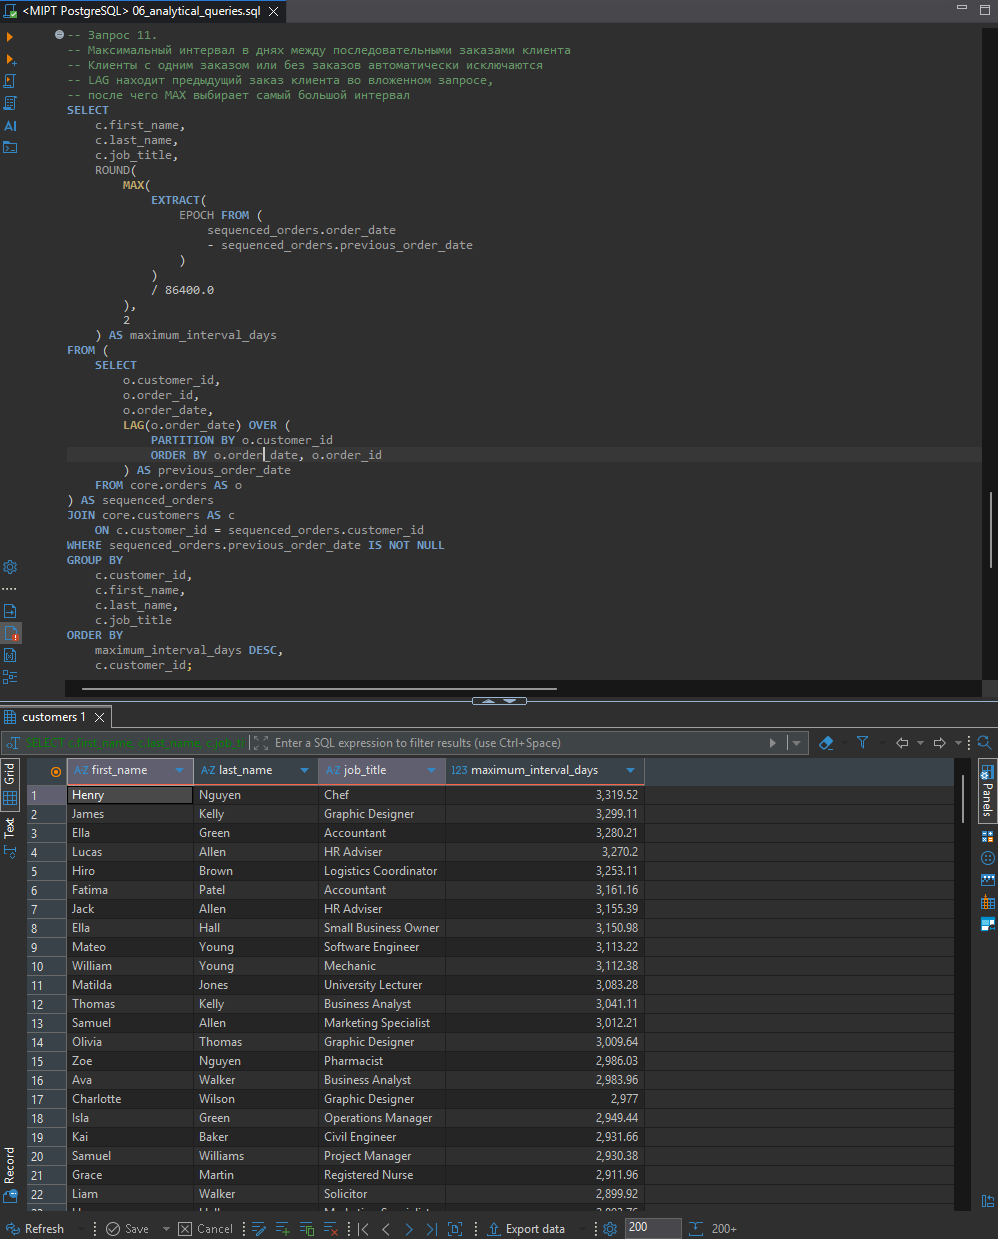 <MIPT PostgreSQL> 06_analytical_queries.sql
-- Запрос 11.
-- Максимальный интервал в днях между последовательными заказами клиента
-- Клиенты с одним заказом или без заказов автоматически исключаются
-- LAG находит предыдущий заказ клиента во вложенном запросе,
-- после чего MAX выбирает самый большой интервал
SELECT
c.first_name,
c.last_name,
c.job_title,
ROUND(
MAX(
EXTRACT(
EPOCH FROM (
sequenced_orders.order_date
- sequenced_orders.previous_order_date
)
)
/ 86400.0
),
2
) AS maximum_interval_days
FROM (
SELECT
o.customer_id,
o.order_id,
o.order_date,
LAG(o.order_date) OVER (
PARTITION BY o.customer_id
ORDER BY o.order_date, o.order_id
) AS previous_order_date
FROM core.orders AS o
) AS sequenced_orders
JOIN core.customers AS c
ON c.customer_id = sequenced_orders.customer_id
WHERE sequenced_orders.previous_order_date IS NOT NULL
GROUP BY
c.customer_id,
c.first_name,
c.last_name,
c.job_title
ORDER BY
maximum_interval_days DESC,
c.customer_id;
AI
customers 1
SELECT c.first_name, c.last_name, c.job_ti
Enter a SQL expression to filter results (use Ctrl+Space)
Grid
Text
Record
Panels
A-Z first_name A-Z last_name A-Z job_title 123 maximum_interval_days
1 Henry Nguyen Chef 3,319.52
2 James Kelly Graphic Designer 3,299.11
3 Ella Green Accountant 3,280.21
4 Lucas Allen HR Adviser 3,270.2
5 Hiro Brown Logistics Coordinator 3,253.11
6 Fatima Patel Accountant 3,161.16
7 Jack Allen HR Adviser 3,155.39
8 Ella Hall Small Business Owner 3,150.98
9 Mateo Young Software Engineer 3,113.22
10 William Young Mechanic 3,112.38
11 Matilda Jones University Lecturer 3,083.28
12 Thomas Kelly Business Analyst 3,041.11
13 Samuel Allen Marketing Specialist 3,012.21
14 Olivia Thomas Graphic Designer 3,009.64
15 Zoe Nguyen Pharmacist 2,986.03
16 Ava Walker Business Analyst 2,983.96
17 Charlotte Wilson Graphic Designer 2,977
18 Isla Green Operations Manager 2,949.44
19 Kai Baker Civil Engineer 2,931.66
20 Samuel Williams Project Manager 2,930.38
21 Grace Martin Registered Nurse 2,911.96
22 Liam Walker Solicitor 2,899.92
Refresh Save Cancel Export data 200 200+